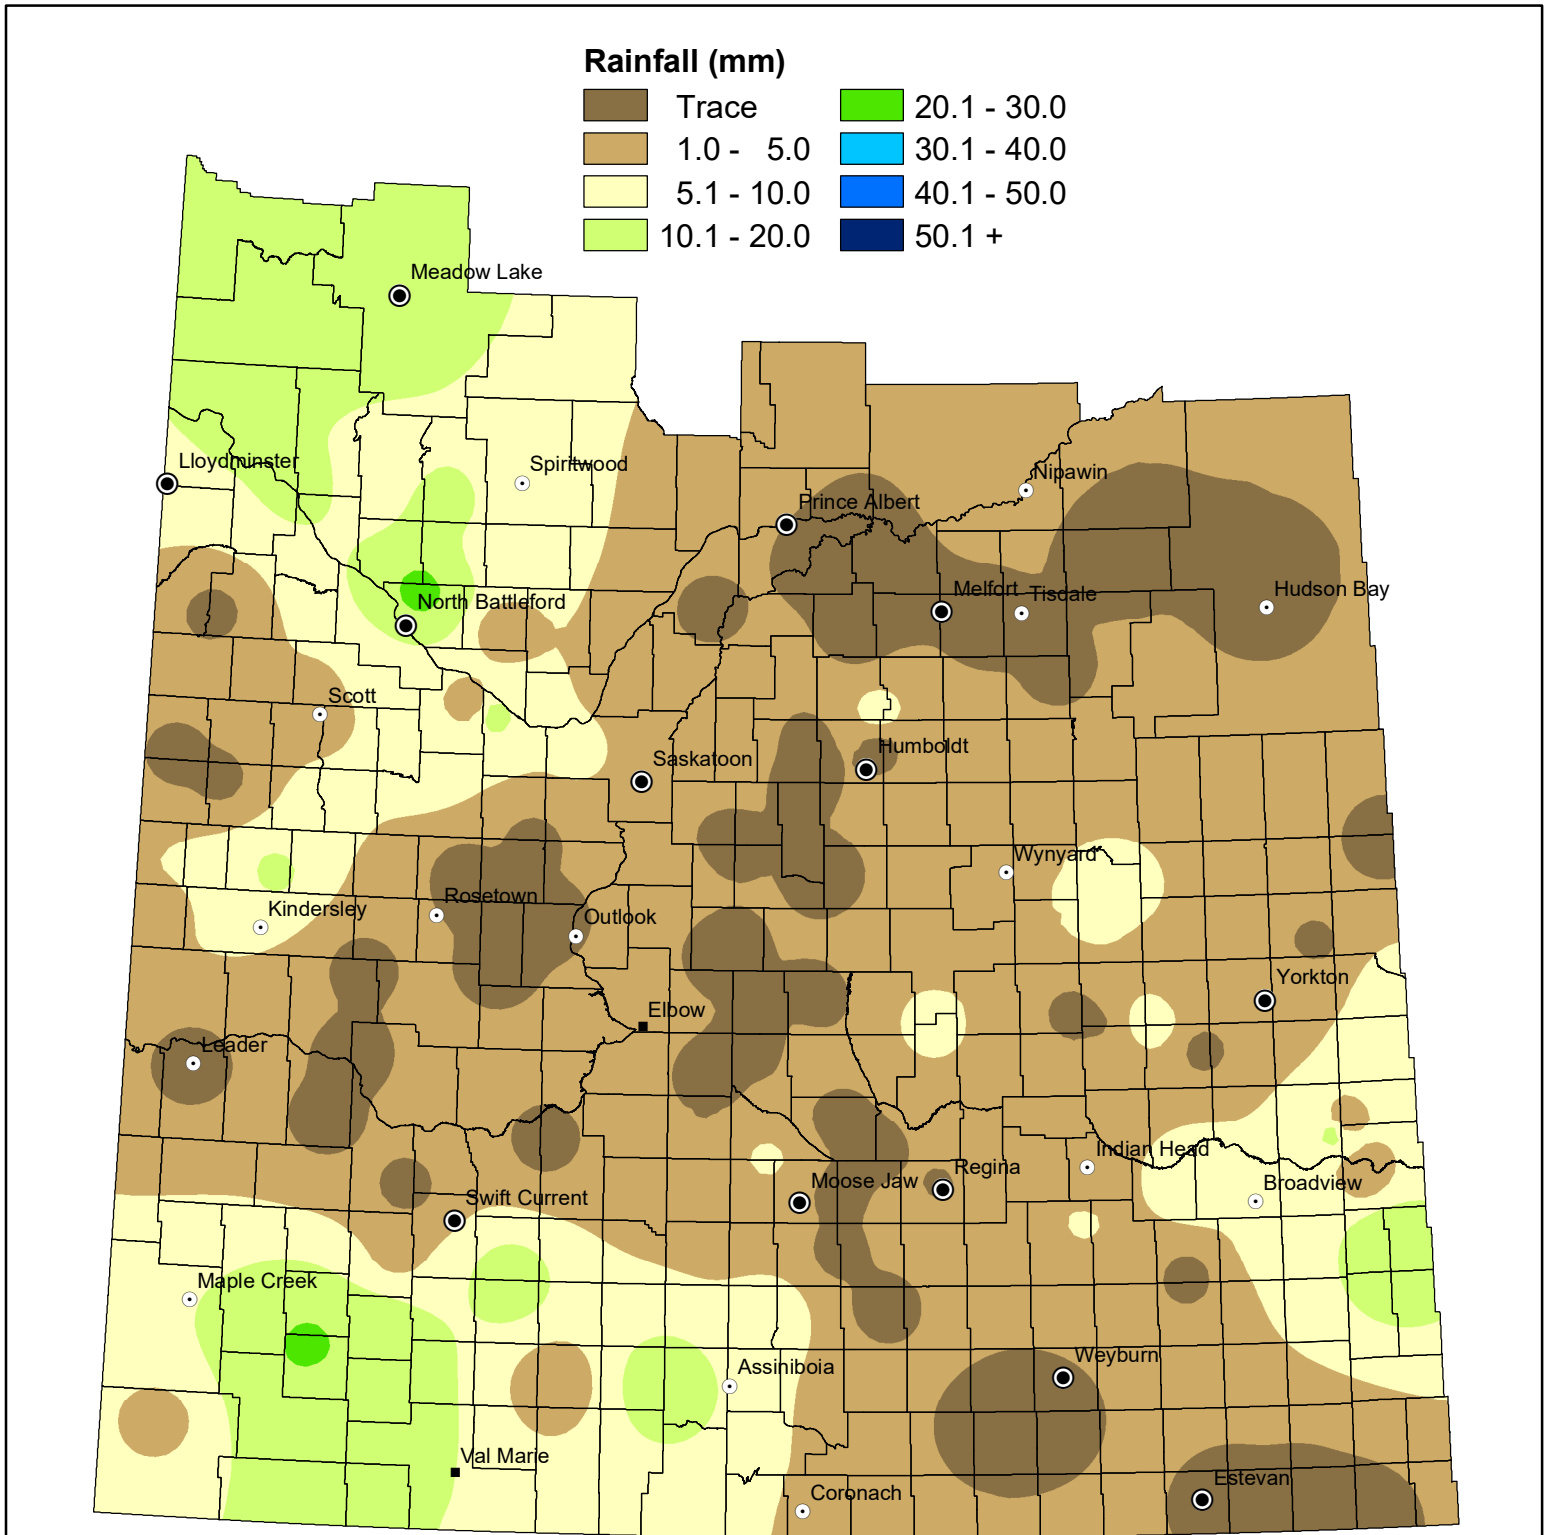 Rainfall (mm)
Trace
20.1 - 30.0
1.0 - 5.0
30.1 - 40.0
5.1 - 10.0
40.1 - 50.0
10.1 - 20.0
50.1 +
Meadow Lake
Lloydminster
Spiritwood
Nipawin
Prince Albert
North Battleford
Melfort
Tisdale
Hudson Bay
Scott
Saskatoon
Humboldt
Wynyard
Kindersley
Rosetown
Outlook
Yorkton
Elbow
Leader
Indian Head
Regina
Moose Jaw
Broadview
Swift Current
Maple Creek
Weyburn
Assiniboia
Val Marie
Estevan
Coronach